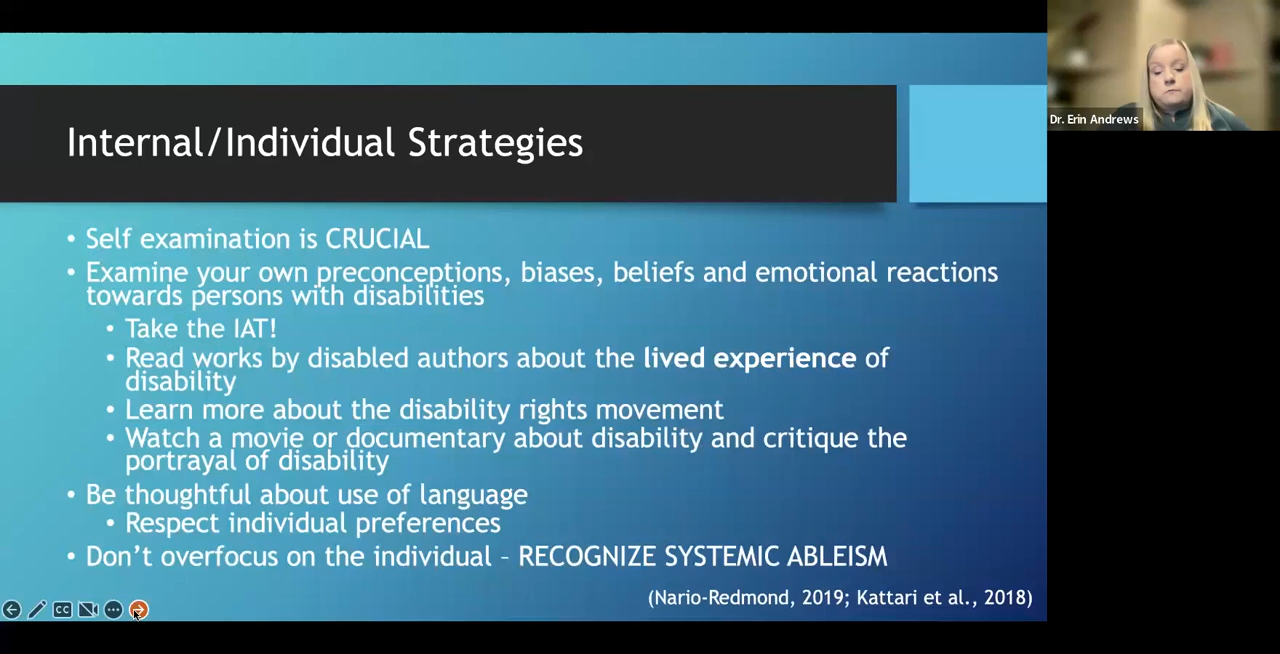 Internal/Individual Strategies
• Self examination is CRUCIAL
• Examine your own preconceptions, biases, beliefs and emotional reactions
towards persons with disabilities
• Take the IAT!
• Read works by disabled authors about the lived experience of
disability
• Learn more about the disability rights movement
• Watch a movie or documentary about disability and critique the
portrayal of disability
• Be thoughtful about use of language
• Respect individual preferences
• Don’t overfocus on the individual – RECOGNIZE SYSTEMIC ABLEISM
(Nario-Redmond, 2019; Kattari et al., 2018)
CC
Dr. Erin Andrews